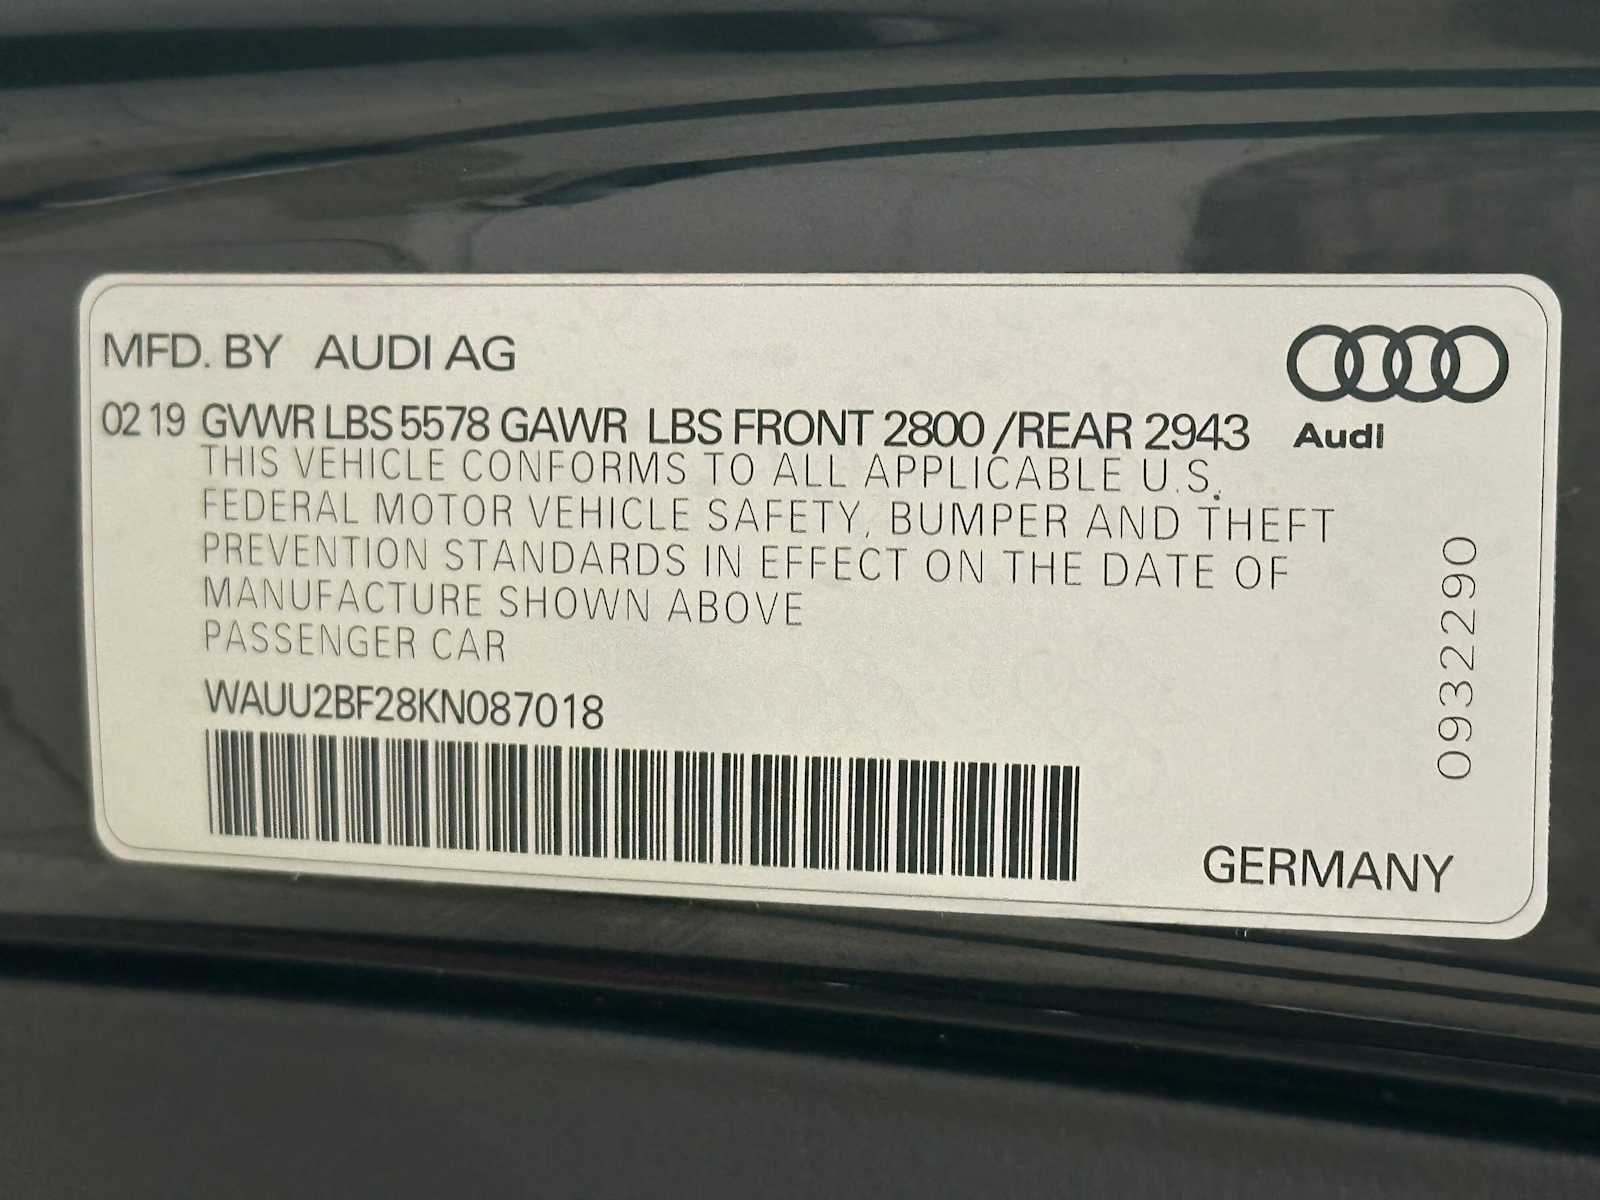 MFD. BY AUDI AG
02 19 GVWR LBS 5578 GAWR LBS FRONT 2800 /REAR 2943
Audi
THIS VEHICLE CONFORMS TO ALL APPLICABLE U.S.
FEDERAL MOTOR VEHICLE SAFETY, BUMPER AND THEFT
PREVENTION STANDARDS IN EFFECT ON THE DATE OF
MANUFACTURE SHOWN ABOVE
PASSENGER CAR
WAUU2BF28KN087018
0932290
GERMANY